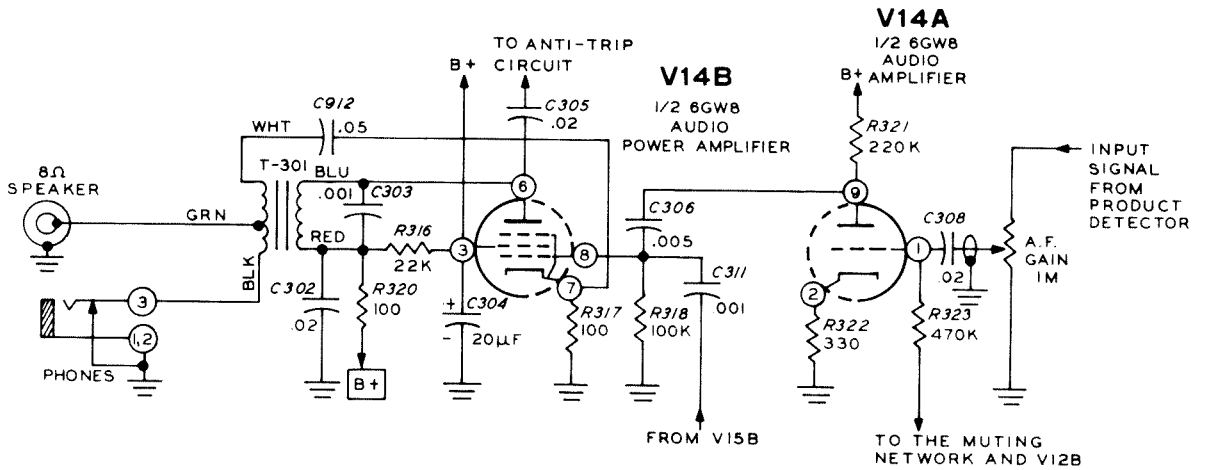 V14A
1/2 6GW8
AUDIO
AMPLIFIER
B+
TO ANTI-TRIP
CIRCUIT
B+
V14B
1/2 6GW8
AUDIO
POWER AMPLIFIER
C305
.02
C912
.05
WHT
T-301
BLU
.001
C303
8Ω
SPEAKER
GRN
RED
BLK
R316
22K
3
6
8
7
C306
.005
R321
220K
9
1
2
C308
.02
INPUT
SIGNAL
FROM
PRODUCT
DETECTOR
A.F.
GAIN
1M
C302
.02
R320
100
B+
+
C304
-
20µF
R317
100
R318
100K
C311
.001
R322
330
R323
470K
3
1,2
PHONES
FROM V15B
TO THE MUTING
NETWORK AND V12B